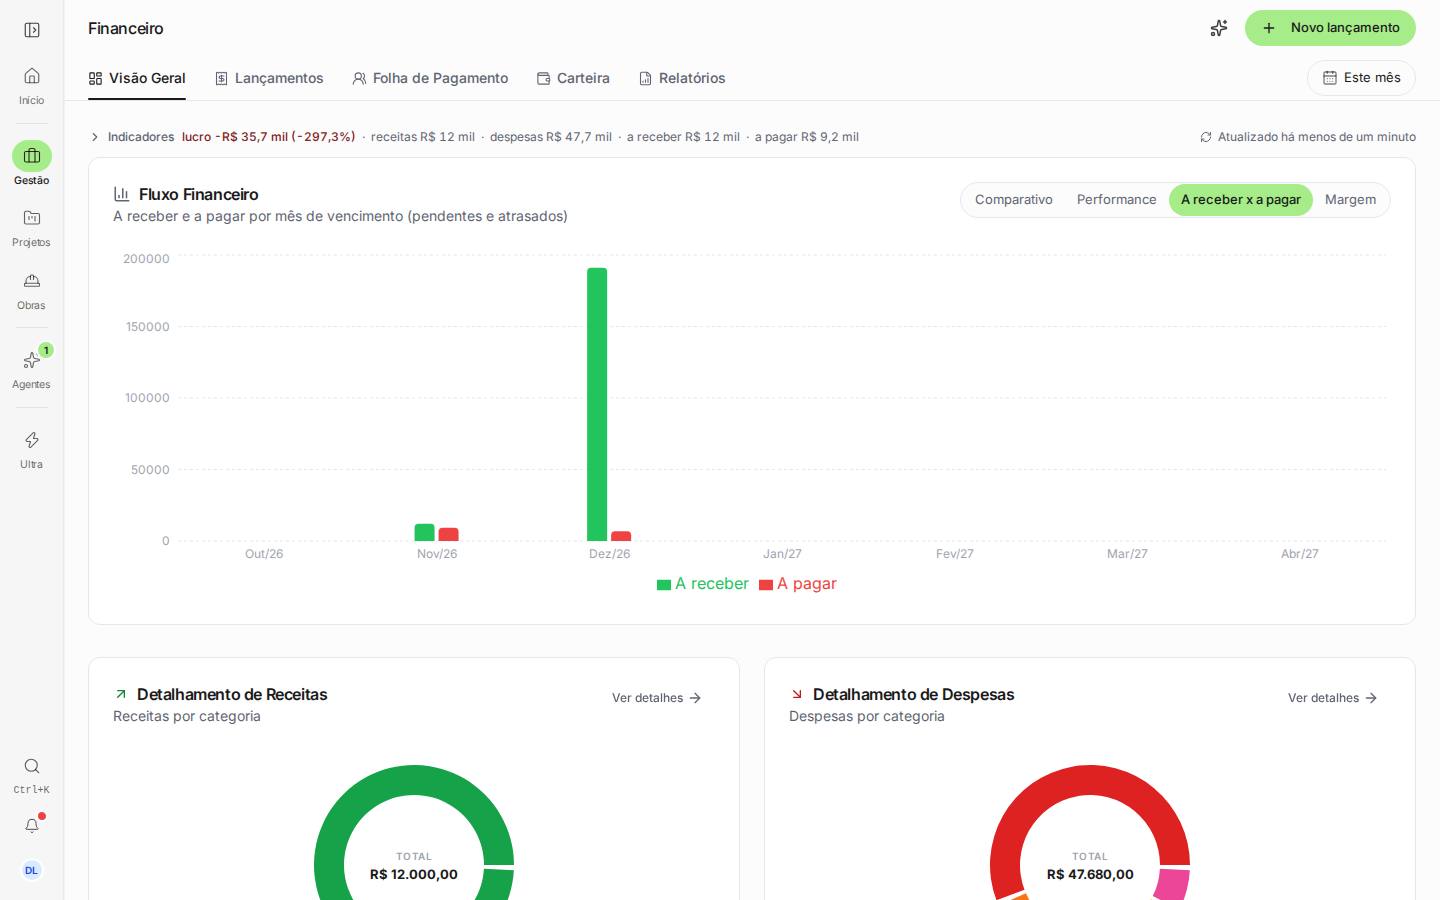 Financeiro
Novo lançamento
Visão Geral
Lançamentos
Folha de Pagamento
Carteira
Relatórios
Este mês
Início
Gestão
Projetos
Obras
1
Agentes
Ultra
Ctrl+K
DL
Indicadores lucro -R$ 35,7 mil (-297,3%) · receitas R$ 12 mil · despesas R$ 47,7 mil · a receber R$ 12 mil · a pagar R$ 9,2 mil
Atualizado há menos de um minuto
Fluxo Financeiro
A receber e a pagar por mês de vencimento (pendentes e atrasados)
Comparativo Performance A receber x a pagar Margem
200000
150000
100000
50000
0
Out/26 Nov/26 Dez/26 Jan/27 Fev/27 Mar/27 Abr/27
A receber A pagar
Detalhamento de Receitas
Receitas por categoria
Ver detalhes
TOTAL
R$ 12.000,00
Detalhamento de Despesas
Despesas por categoria
Ver detalhes
TOTAL
R$ 47.680,00